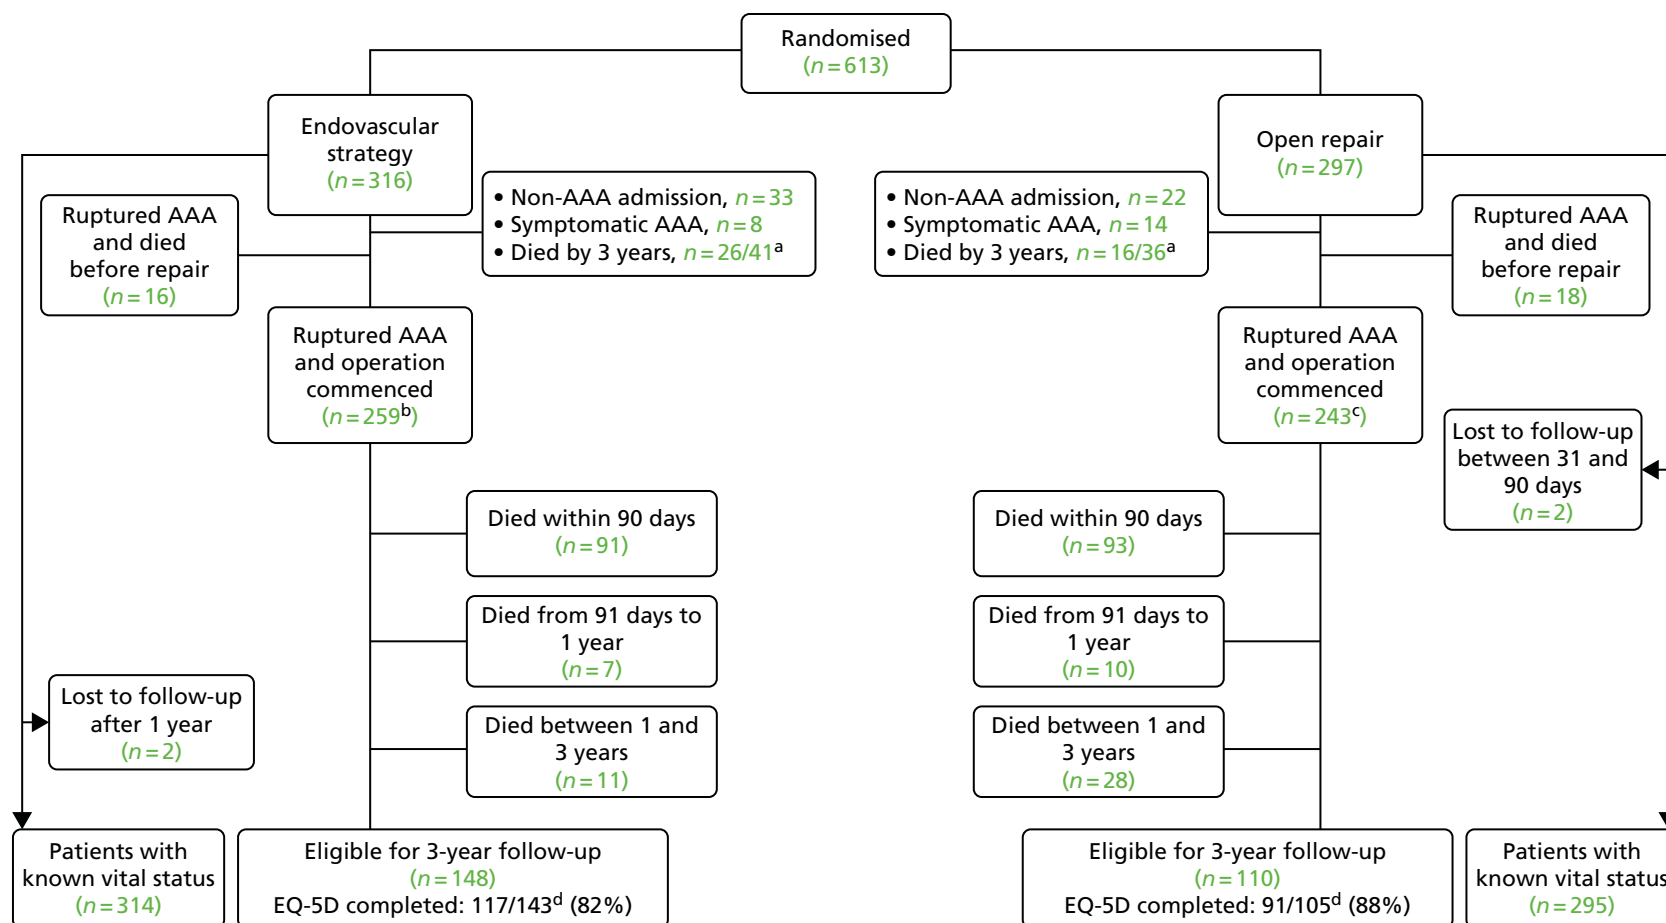 Randomised
(n=613)
Endovascular
strategy
(n=316)
Open repair
(n=297)
• Non-AAA admission, n=33
• Symptomatic AAA, n=8
• Died by 3 years, n=26/41a
• Non-AAA admission, n=22
• Symptomatic AAA, n=14
• Died by 3 years, n=16/36a
Ruptured AAA
and died
before repair
(n=16)
Ruptured AAA
and died
before repair
(n=18)
Ruptured AAA
and operation
commenced
(n=259b)
Ruptured AAA
and operation
commenced
(n=243c)
Lost to follow-up
between 31 and
90 days
(n=2)
Died within 90 days
(n=91)
Died within 90 days
(n=93)
Died from 91 days to
1 year
(n=7)
Died from 91 days to
1 year
(n=10)
Lost to follow-up
after 1 year
(n=2)
Died between 1 and
3 years
(n=11)
Died between 1 and
3 years
(n=28)
Patients with
known vital status
(n=314)
Eligible for 3-year follow-up
(n=148)
EQ-5D completed: 117/143d (82%)
Eligible for 3-year follow-up
(n=110)
EQ-5D completed: 91/105d (88%)
Patients with
known vital status
(n=295)